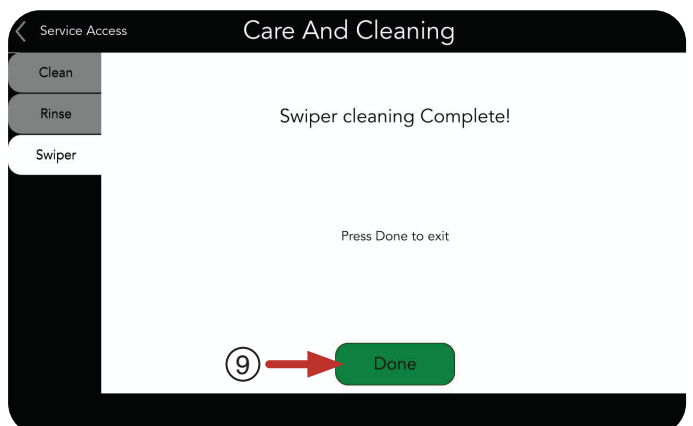 Service Access
Care And Cleaning
Clean
Rinse
Swiper
Swiper cleaning Complete!
Press Done to exit
9
Done